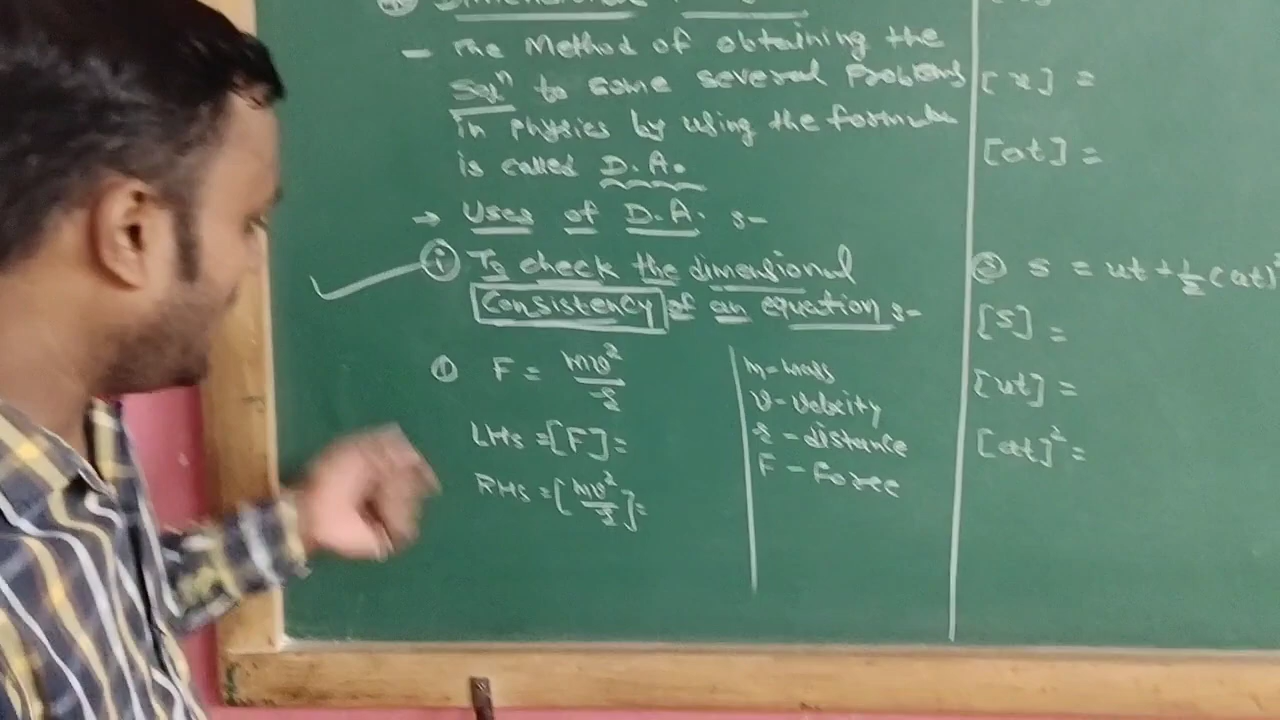 - The Method of obtaining the
Solⁿ to some several Problems
in physics by using the formula
is called D.A.
→ Uses of D.A. :-
(i) To check the dimensional
Consistency of an equation :-
① F = mv²/r
LHS = [F] =
RHS = [mv²/r] =
m - mass
v - velocity
r - distance
F - Force
[x] =
[at] =
② s = ut + 1/2 (at)²
[s] =
[ut] =
[at]² =